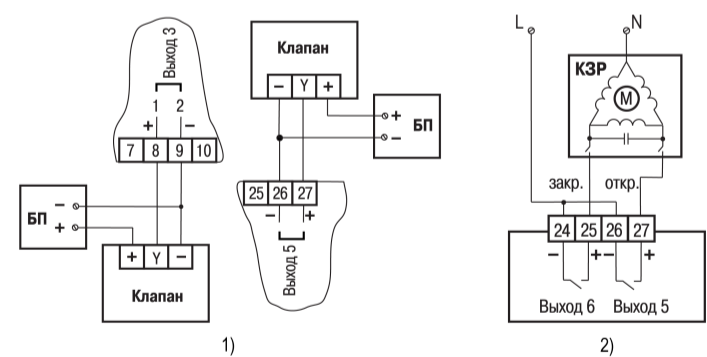 Выход 3
1 2
+ −
7 8 9 10
БП
−
+
+ Y −
Клапан
Клапан
− Y +
+
−
БП
25 26 27
− +
Выход 5
1)
L
N
КЗР
М
закр. откр.
24 25 26 27
− + − +
Выход 6 Выход 5
2)